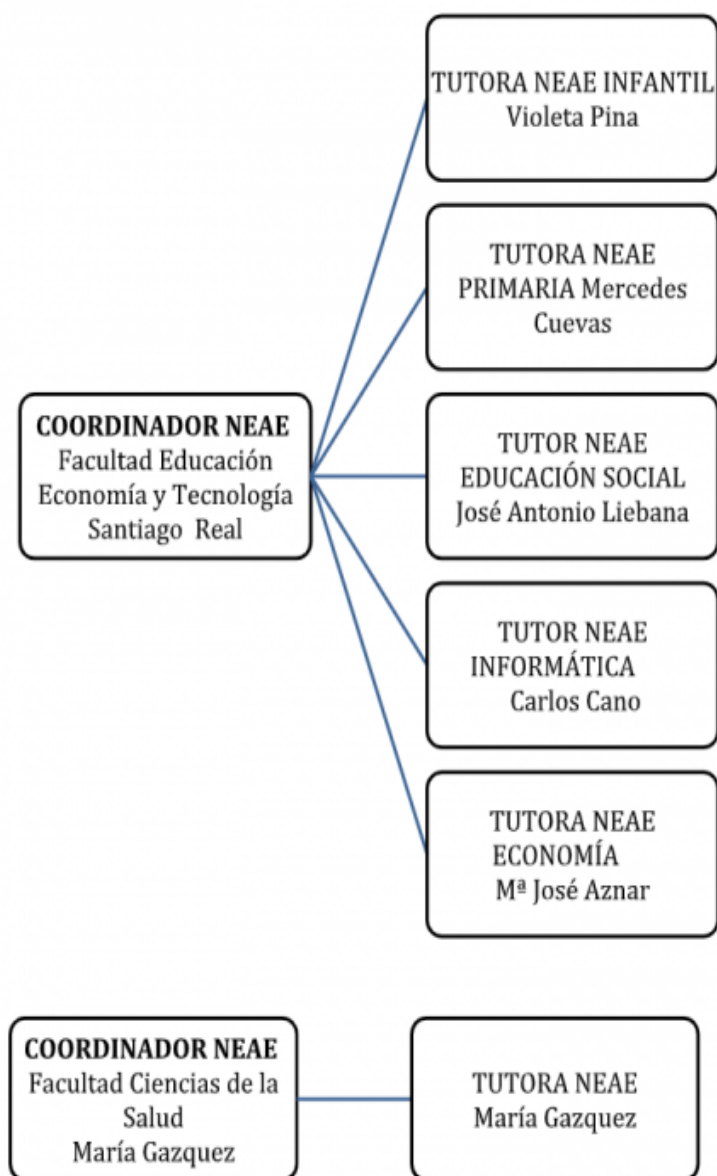 TUTORA NEAE INFANTIL
Violeta Pina
TUTORA NEAE
PRIMARIA Mercedes
Cuevas
COORDINADOR NEAE
Facultad Educación
Economía y Tecnología
Santiago Real
TUTOR NEAE
EDUCACIÓN SOCIAL
José Antonio Liebana
TUTOR NEAE
INFORMÁTICA
Carlos Cano
TUTORA NEAE
ECONOMÍA
Mª José Aznar
COORDINADOR NEAE
Facultad Ciencias de la
Salud
María Gazquez
TUTORA NEAE
María Gazquez